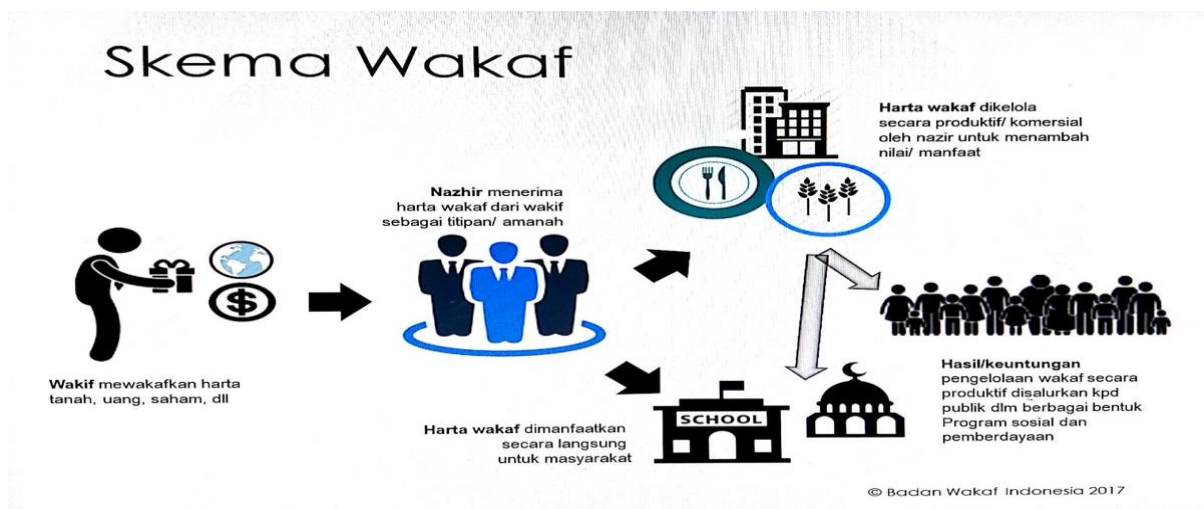 Skema Wakaf
Harta wakaf dikelola
secara produktif/ komersial
oleh nazir untuk menambah
nilai/ manfaat
Nazhir menerima
harta wakaf dari wakif
sebagai titipan/ amanah
$
Wakif mewakafkan harta
tanah, uang, saham, dll
Harta wakaf dimanfaatkan
secara langsung
untuk masyarakat
SCHOOL
Hasil/keuntungan
pengelolaan wakaf secara
produktif disalurkan kpd
publik dlm berbagai bentuk
Program sosial dan
pemberdayaan
© Badan Wakaf Indonesia 2017